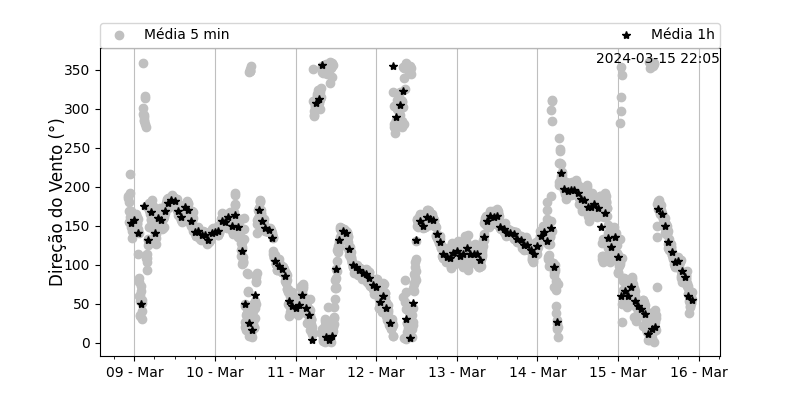 Média 5 min
Média 1h
2024-03-15 22:05
Direção do Vento (°)
350
300
250
200
150
100
50
0
09 - Mar 10 - Mar 11 - Mar 12 - Mar 13 - Mar 14 - Mar 15 - Mar 16 - Mar